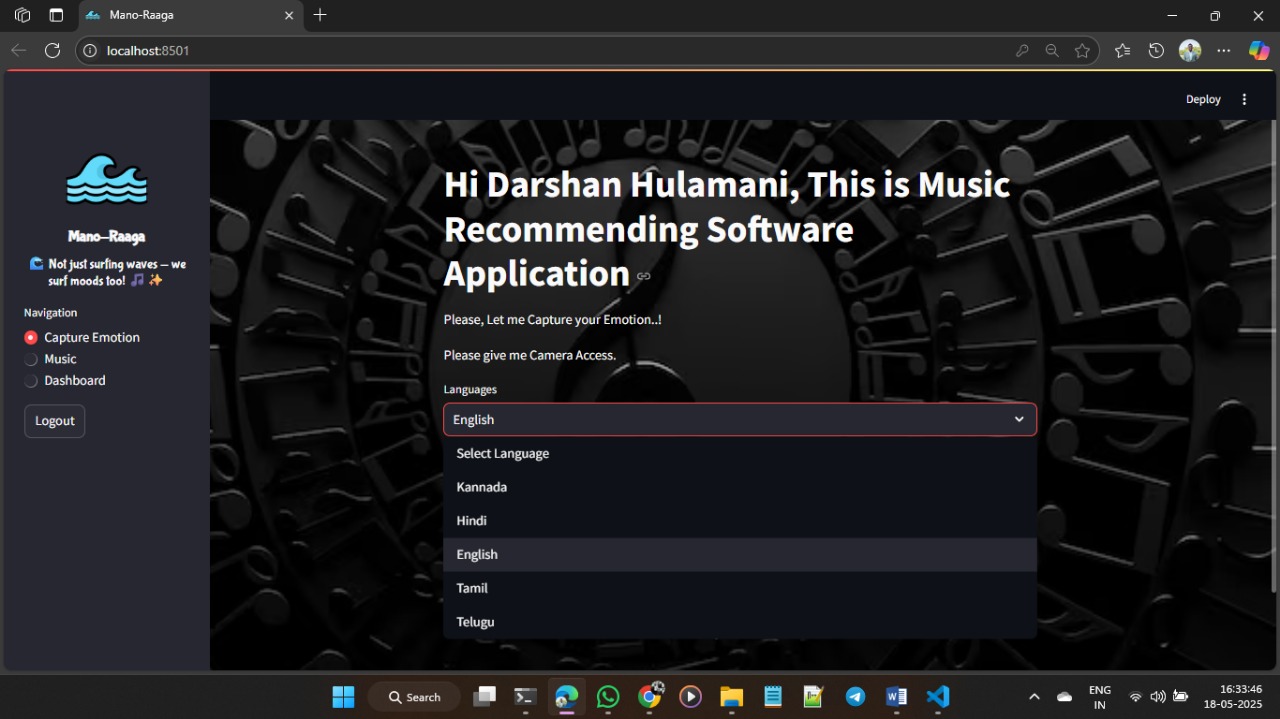 Mano-Raaga
localhost:8501
Deploy
Mano-Raaga
Not just surfing waves – we
surf moods too!
Navigation
Capture Emotion
Music
Dashboard
Logout
Hi Darshan Hulamani, This is Music
Recommending Software
Application
Please, Let me Capture your Emotion..!
Please give me Camera Access.
Languages
English
Select Language
Kannada
Hindi
English
Tamil
Telugu
Search
ENG
IN
16:33:46
18-05-2025